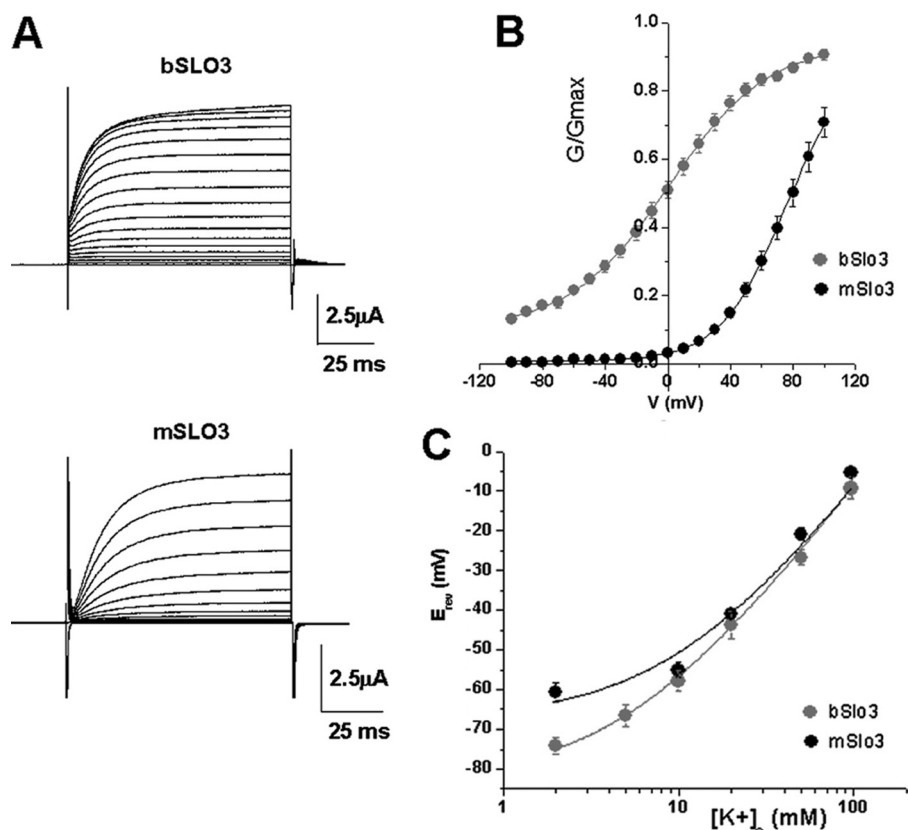 A
bSLO3
2.5µA
25 ms
mSLO3
2.5µA
25 ms
B
G/Gmax
1.0
0.8
0.6
0.4
0.2
0.0
-120
-80
-40
0
40
80
120
V (mV)
bSlo3
mSlo3
C
E_rev (mV)
0
-10
-20
-30
-40
-50
-60
-70
-80
1
10
100
[K+] (mM)
bSlo3
mSlo3